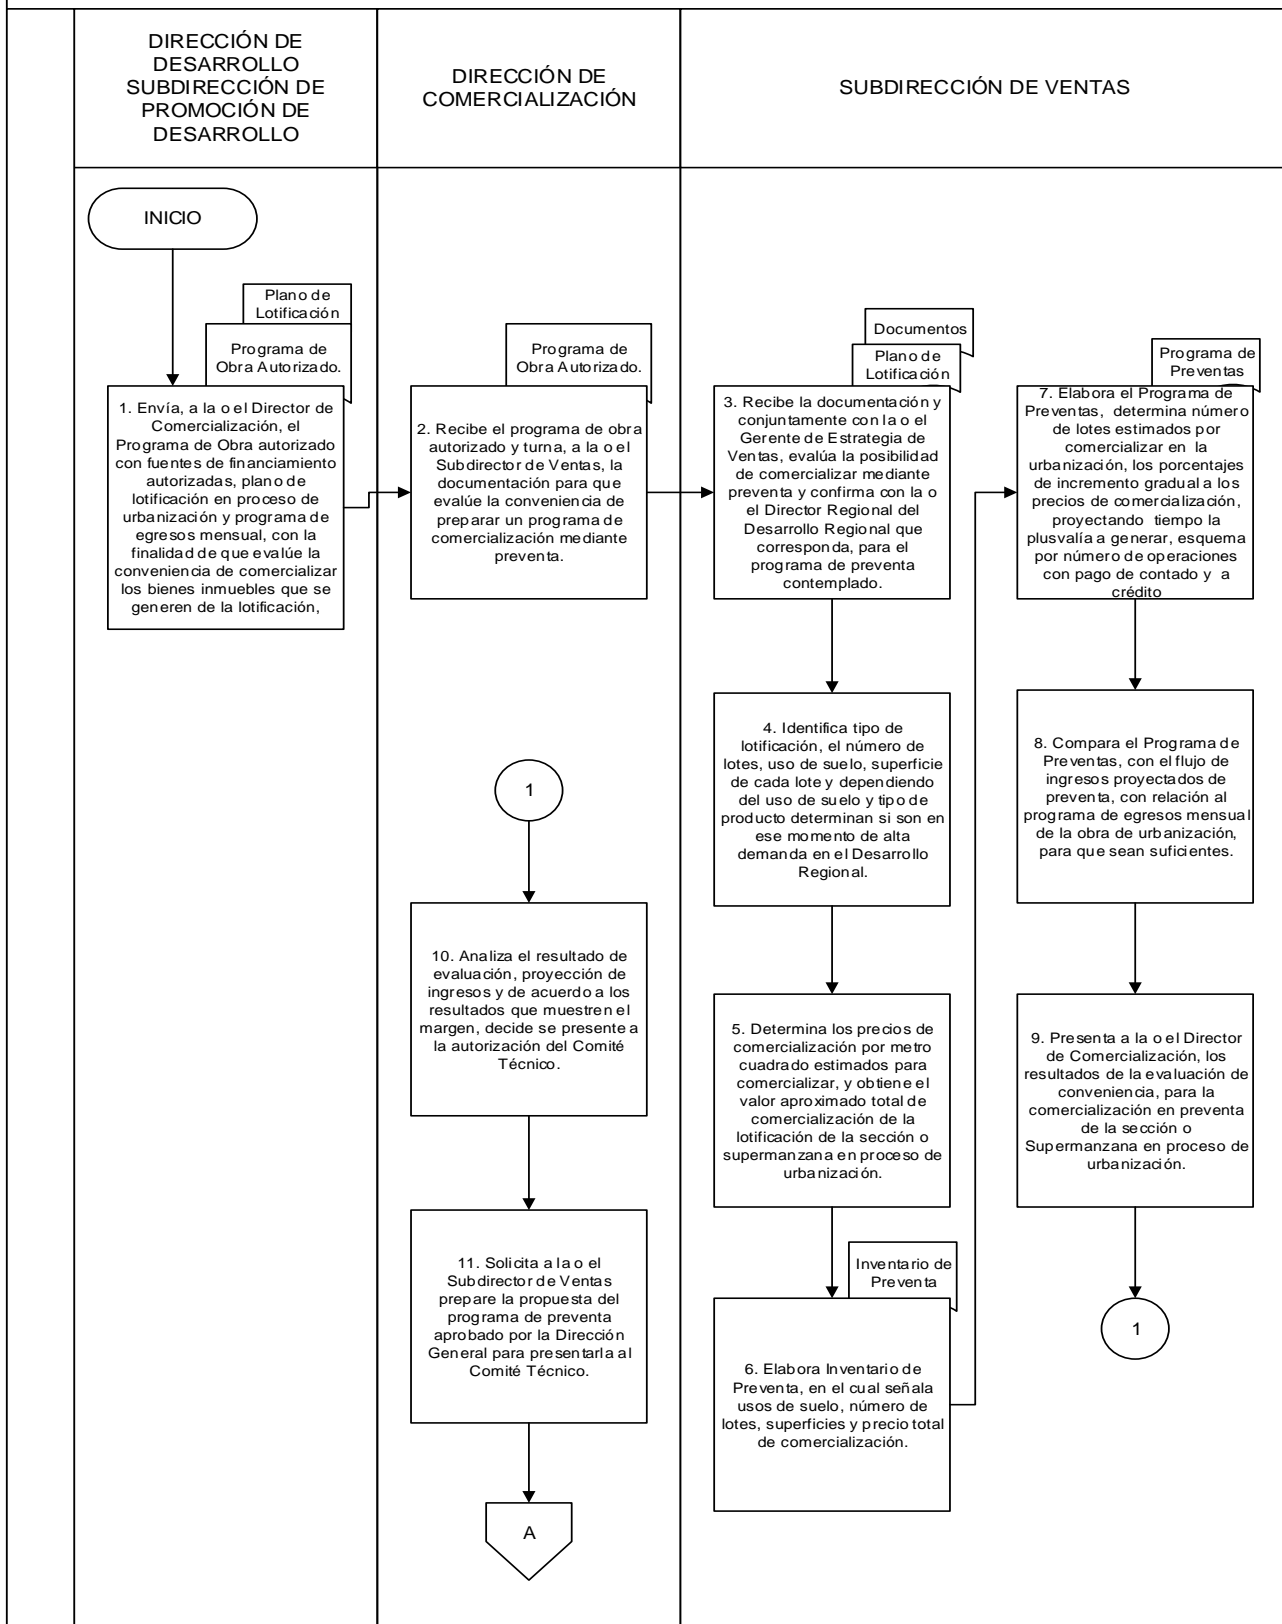 DIRECCIÓN DE
DESARROLLO
SUBDIRECCIÓN DE
PROMOCIÓN DE
DESARROLLO
DIRECCIÓN DE
COMERCIALIZACIÓN
SUBDIRECCIÓN DE VENTAS
INICIO
Plano de
Lotificación
Programa de
Obra Autorizado.
1. Envía, a la o el Director de
Comercialización, el
Programa de Obra autorizado
con fuentes de financiamiento
autorizadas, plano de
lotificación en proceso de
urbanización y programa de
egresos mensual, con la
finalidad de que evalúe la
conveniencia de comercializar
los bienes inmuebles que se
generen de la lotificación,
Programa de
Obra Autorizado.
2. Recibe el programa de obra
autorizado y turna, a la o el
Subdirector de Ventas, la
documentación para que
evalúe la conveniencia de
preparar un programa de
comercialización mediante
preventa.
Documentos
Plano de
Lotificación
3. Recibe la documentación y
conjuntamente con la o el
Gerente de Estrategia de
Ventas, evalúa la posibilidad
de comercializar mediante
preventa y confirma con la o
el Director Regional del
Desarrollo Regional que
corresponda, para el
programa de preventa
contemplado.
4. Identifica tipo de
lotificación, el número de
lotes, uso de suelo, superficie
de cada lote y dependiendo
del uso de suelo y tipo de
producto determinan si son en
ese momento de alta
demanda en el Desarrollo
Regional.
5. Determina los precios de
comercialización por metro
cuadrado estimados para
comercializar, y obtiene el
valor aproximado total de
comercialización de la
lotificación de la sección o
supermanzana en proceso de
urbanización.
Inventario de
Preventa
6. Elabora Inventario de
Preventa, en el cual señala
usos de suelo, número de
lotes, superficies y precio total
de comercialización.
Programa de
Preventas
7. Elabora el Programa de
Preventas, determina número
de lotes estimados por
comercializar en la
urbanización, los porcentajes
de incremento gradual a los
precios de comercialización,
proyectando tiempo la
plusvalía a generar, esquema
por número de operaciones
con pago de contado y a
crédito
8. Compara el Programa de
Preventas, con el flujo de
ingresos proyectados de
preventa, con relación al
programa de egresos mensual
de la obra de urbanización,
para que sean suficientes.
9. Presenta a la o el Director
de Comercialización, los
resultados de la evaluación de
conveniencia, para la
comercialización en preventa
de la sección o
Supermanzana en proceso de
urbanización.
1
1
10. Analiza el resultado de
evaluación, proyección de
ingresos y de acuerdo a los
resultados que muestren el
margen, decide se presente a
la autorización del Comité
Técnico.
11. Solicita a la o el
Subdirector de Ventas
prepare la propuesta del
programa de preventa
aprobado por la Dirección
General para presentarla al
Comité Técnico.
A